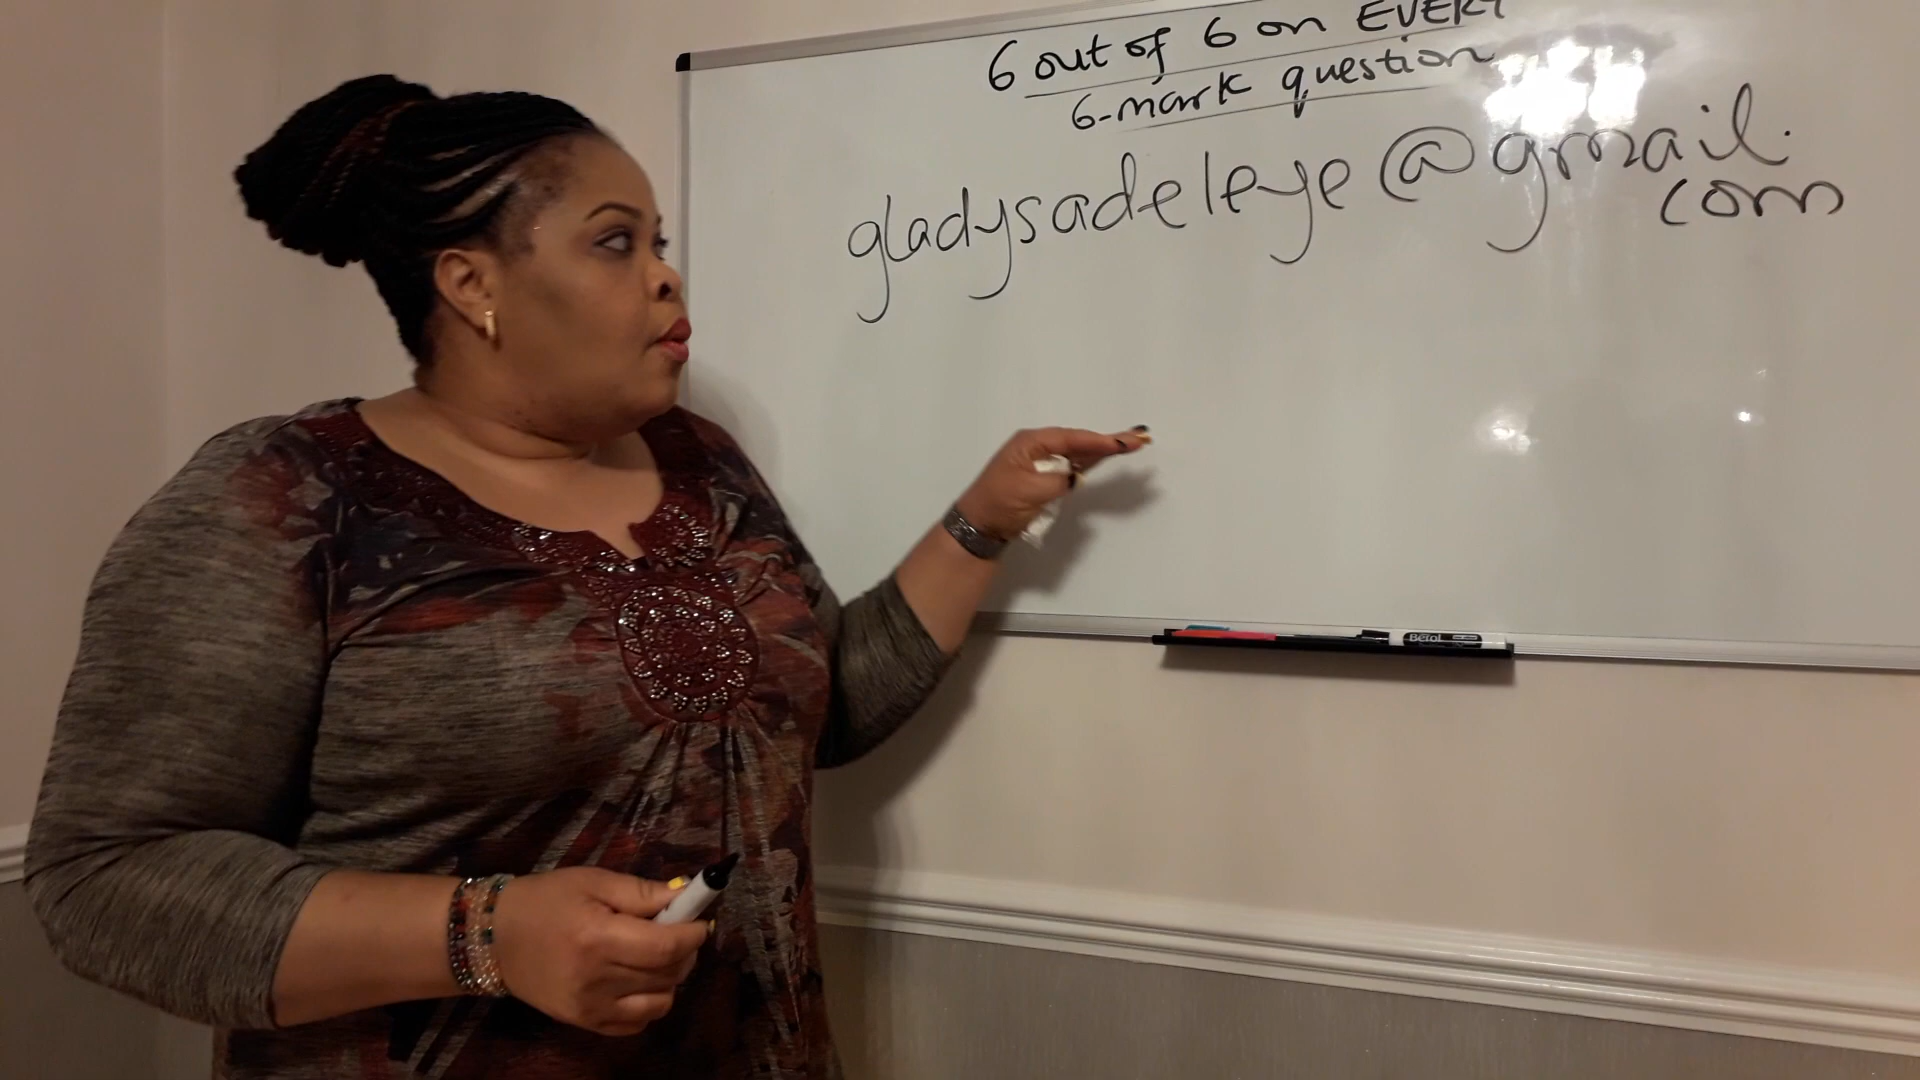 6 out of 6 on EVERY
6-mark question
gladysadeleye@gmail.
com
Berol